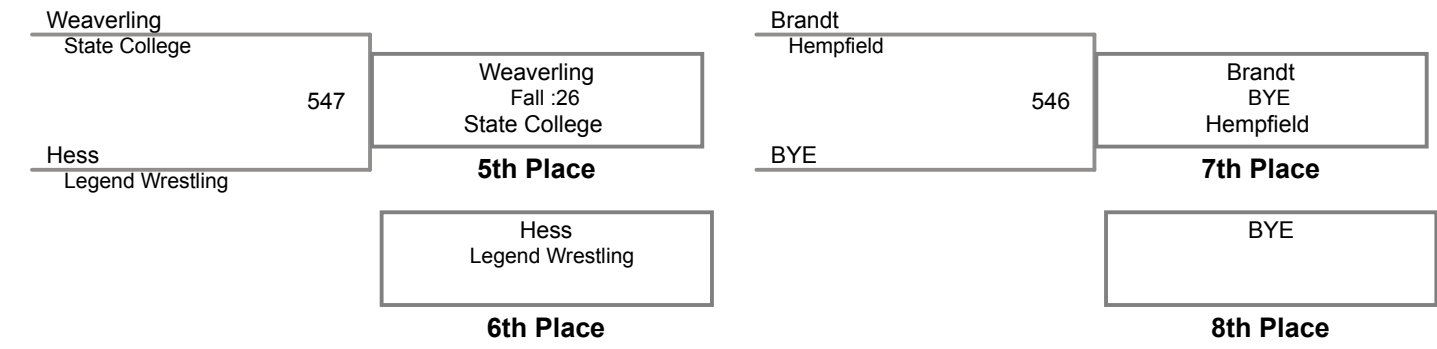 Weaverling
State College
547
Hess
Legend Wrestling
Weaverling
Fall :26
State College
5th Place
Hess
Legend Wrestling
6th Place
Brandt
Hempfield
546
BYE
Brandt
BYE
Hempfield
7th Place
BYE
8th Place